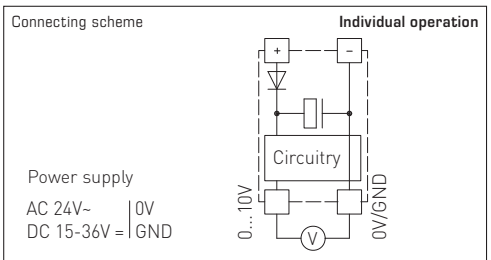 Connecting scheme
Individual operation
+ −
Circuitry
Power supply
AC 24V~ | 0V
DC 15-36V = | GND
0...10V
0V/GND
V